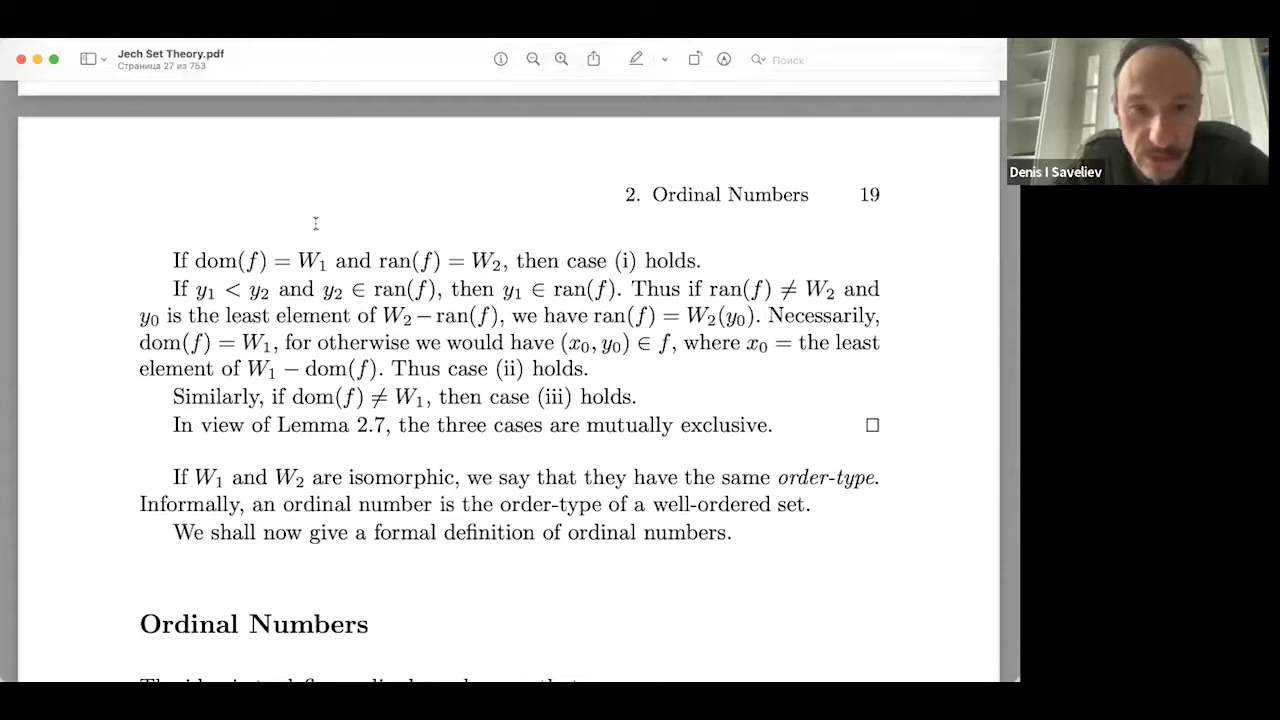 Jech Set Theory.pdf
Страница 27 из 753
Поиск
Denis I Saveliev
2. Ordinal Numbers 19
If dom(f) = W₁ and ran(f) = W₂, then case (i) holds.
If y₁ < y₂ and y₂ ∈ ran(f), then y₁ ∈ ran(f). Thus if ran(f) ≠ W₂ and
y₀ is the least element of W₂ − ran(f), we have ran(f) = W₂(y₀). Necessarily,
dom(f) = W₁, for otherwise we would have (x₀, y₀) ∈ f, where x₀ = the least
element of W₁ − dom(f). Thus case (ii) holds.
Similarly, if dom(f) ≠ W₁, then case (iii) holds.
In view of Lemma 2.7, the three cases are mutually exclusive. □
If W₁ and W₂ are isomorphic, we say that they have the same order-type.
Informally, an ordinal number is the order-type of a well-ordered set.
We shall now give a formal definition of ordinal numbers.
Ordinal Numbers